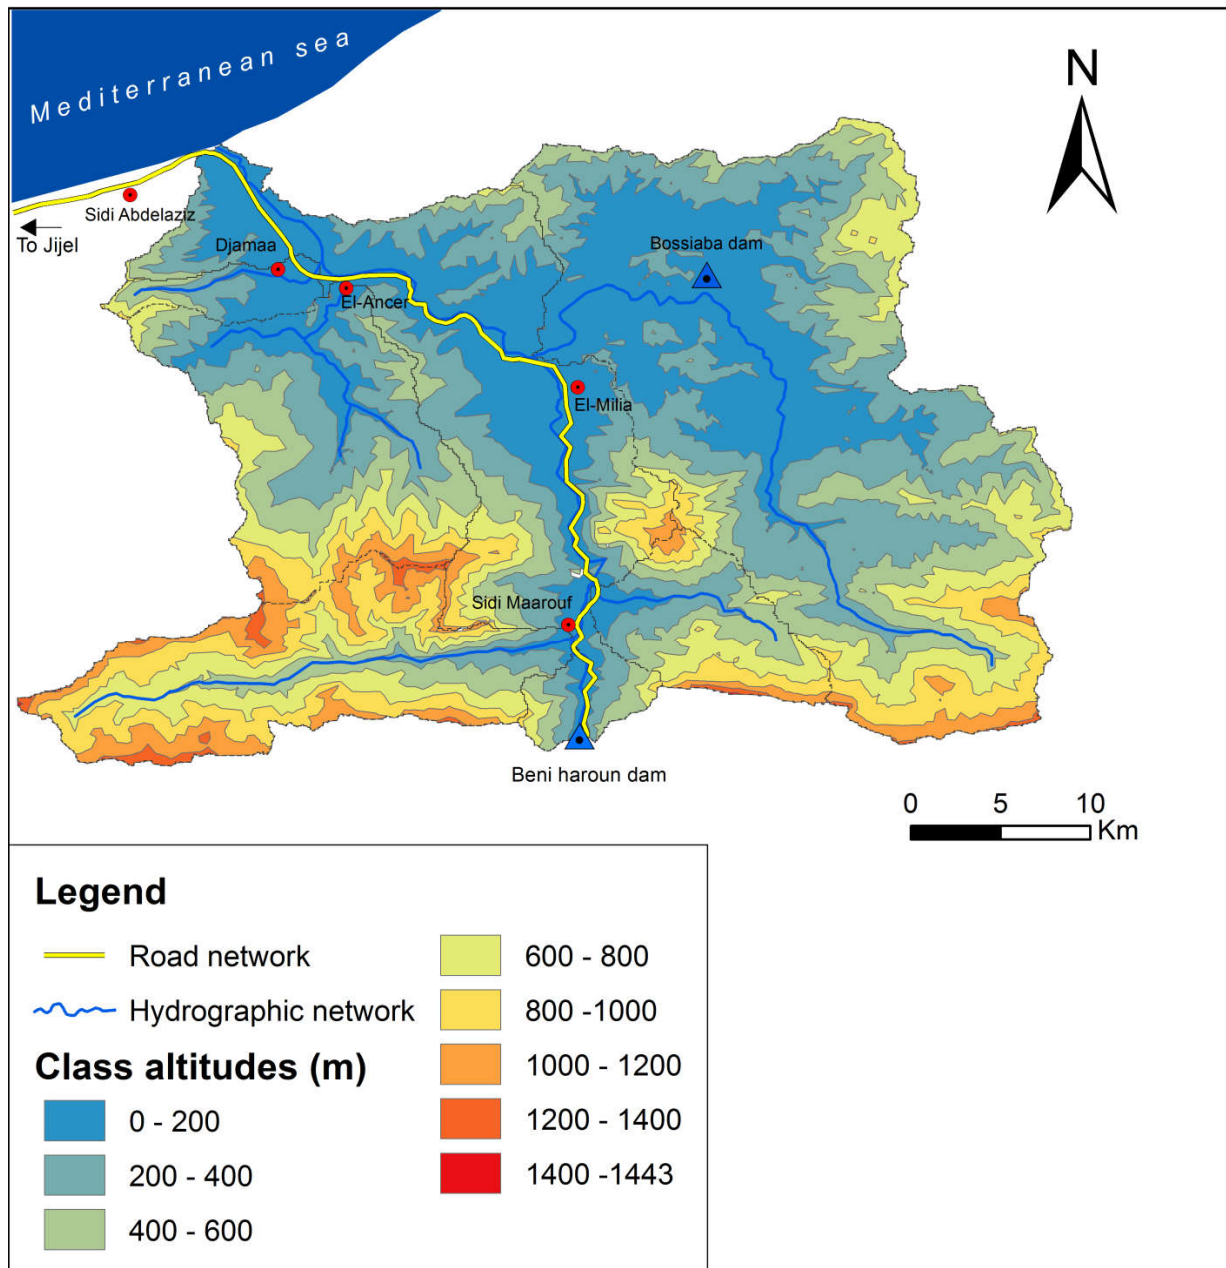 Mediterranean sea
N
Sidi Abdelaziz
To Jijel
Djamaa
Bossiaba dam
El-Ancer
El-Milia
Sidi Maarouf
Beni haroun dam
0 5 10
Km
Legend
Road network
Hydrographic network
Class altitudes (m)
0 - 200
200 - 400
400 - 600
600 - 800
800 -1000
1000 - 1200
1200 - 1400
1400 -1443